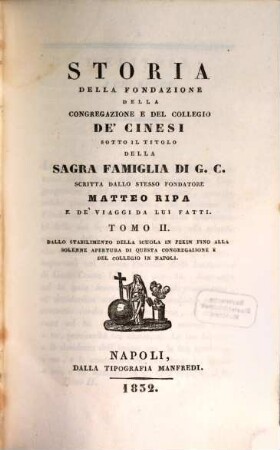 STORIA
DELLA FONDAZIONE
DELLA
CONGREGAZIONE E DEL COLLEGIO
DE' CINESI
SOTTO IL TITOLO
DELLA
SAGRA FAMIGLIA DI G. C.
SCRITTA DALLO STESSO FONDATORE
MATTEO RIPA
E DE' VIAGGI DA LUI FATTI.
TOMO II.
DALLO STABILIMENTO DELLA SCUOLA IN PEKIN FINO ALLA
SOLENNE APERTURA DI QUESTA CONGREGAZIONE E
DEL COLLEGIO IN NAPOLI.
NAPOLI,
DALLA TIPOGRAFIA MANFREDI.
1832.